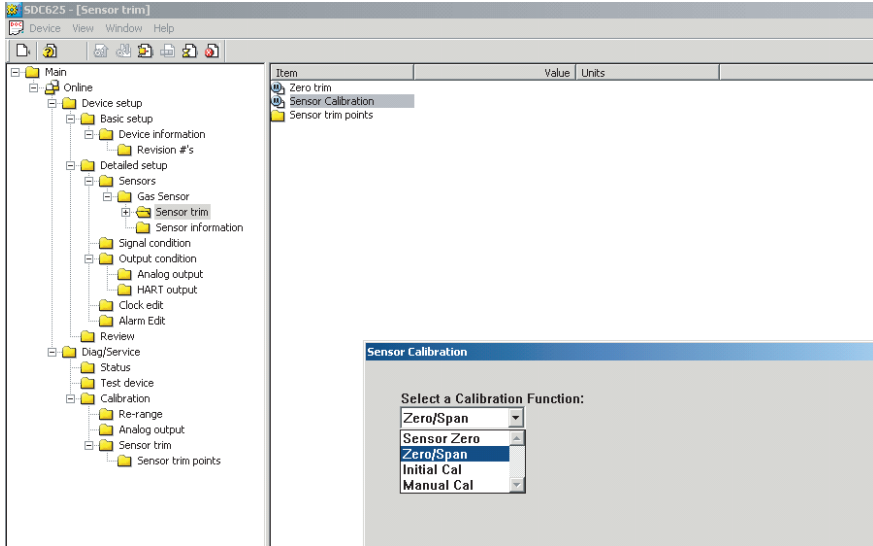 SDC625 - [Sensor trim]
Device View Window Help
Main
Online
Device setup
Basic setup
Device information
Revision #'s
Detailed setup
Sensors
Gas Sensor
Sensor trim
Sensor information
Signal condition
Output condition
Analog output
HART output
Clock edit
Alarm Edit
Review
Diag/Service
Status
Test device
Calibration
Re-range
Analog output
Sensor trim
Sensor trim points
Item Value Units
Zero trim
Sensor Calibration
Sensor trim points
Sensor Calibration
Select a Calibration Function:
Zero/Span
Sensor Zero
Zero/Span
Initial Cal
Manual Cal